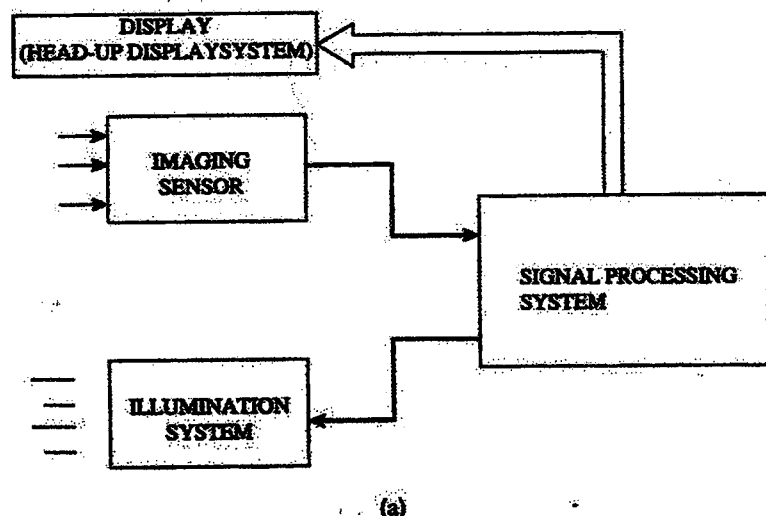 DISPLAY
(HEAD-UP DISPLAYSYSTEM)
IMAGING
SENSOR
SIGNAL PROCESSING
SYSTEM
ILLUMINATION
SYSTEM
(a)